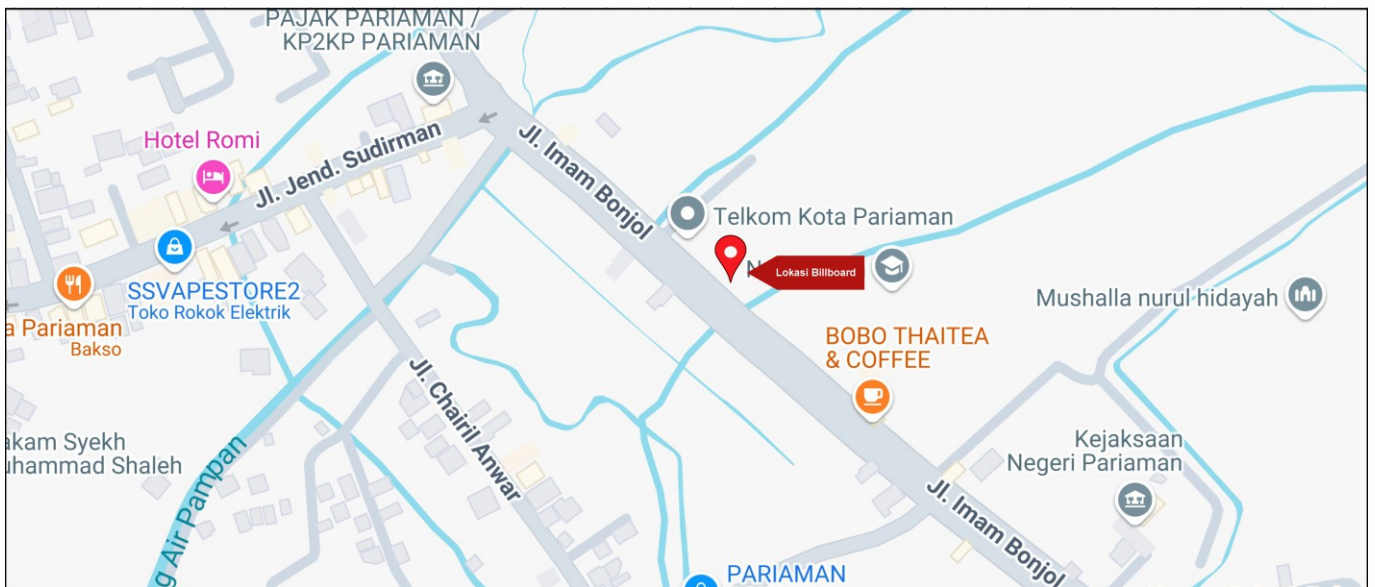 PAJAK PARIAMAN /
KP2KP PARIAMAN
Hotel Romi
Jl. Jend. Sudirman
Jl. Imam Bonjol
Telkom Kota Pariaman
Lokasi Billboard
SSVAPESTORE2
Toko Rokok Elektrik
a Pariaman
Bakso
Mushalla nurul hidayah
BOBO THAITEA
& COFFEE
Jl. Chairil Anwar
akam Syekh
uhammad Shaleh
g Air Pampan
Kejaksaan
Negeri Pariaman
Jl. Imam Bonjol
PARIAMAN